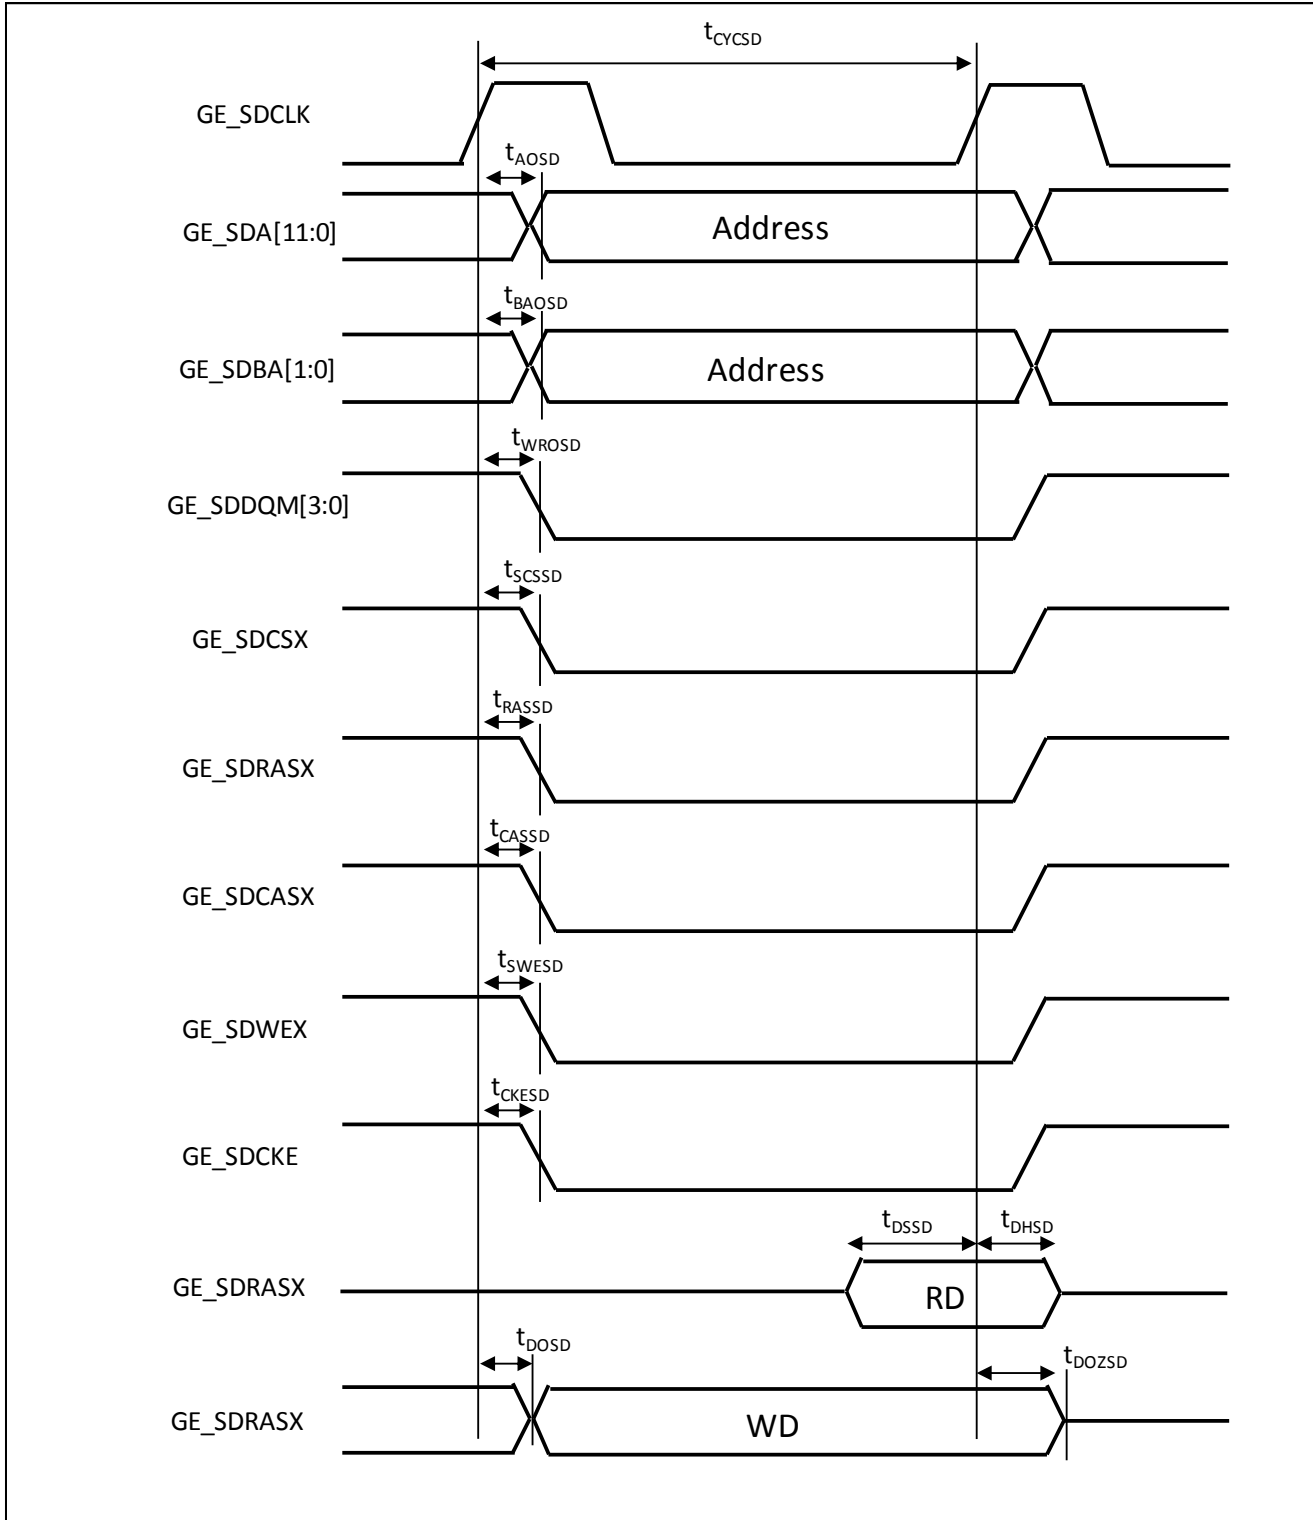 tCYCSD
GE_SDCLK
tAOSD
GE_SDA[11:0]
Address
tBAOSD
GE_SDBA[1:0]
Address
tWROSD
GE_SDDQM[3:0]
tSCSSD
GE_SDCSX
tRASSD
GE_SDRASX
tCASSD
GE_SDCASX
tSWESD
GE_SDWEX
tCKESD
GE_SDCKE
tDSSD tDHSD
GE_SDRASX
RD
tDOSD tDOZSD
GE_SDRASX
WD